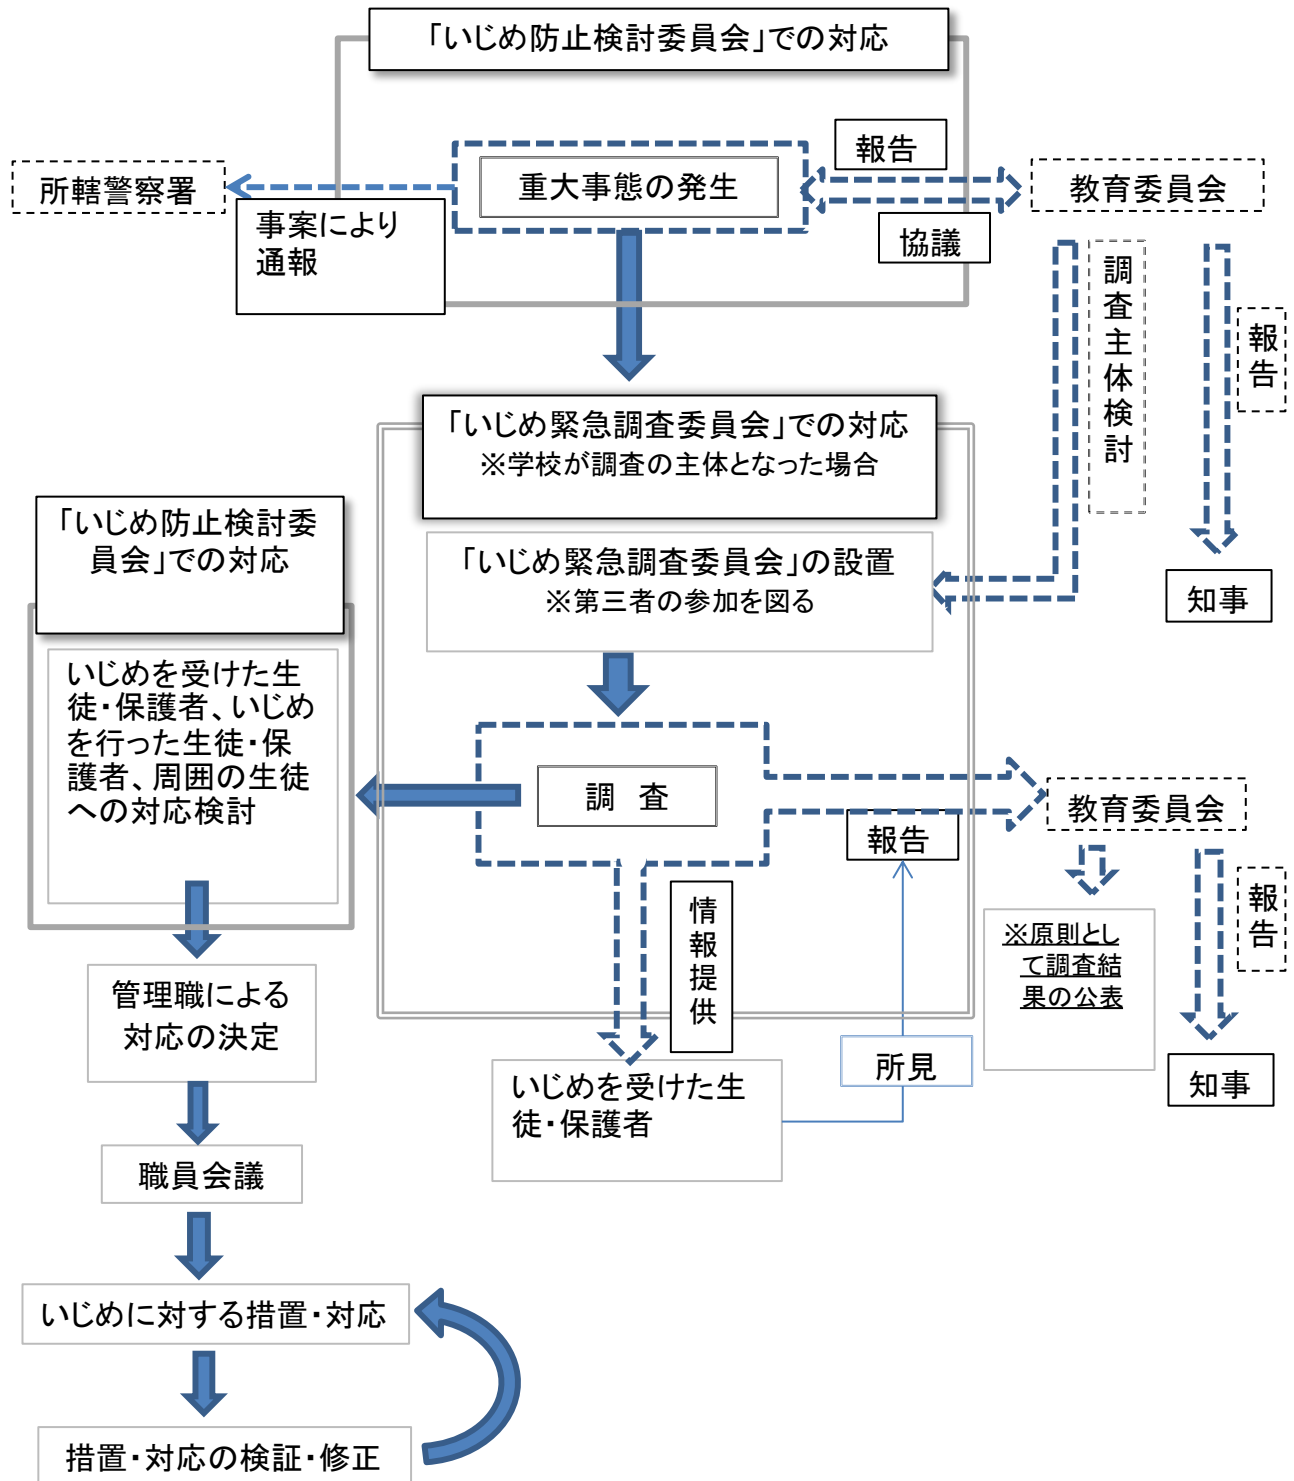 「いじめ防止検討委員会」での対応
報告
所轄警察署
重大事態の発生
教育委員会
事案により
通報
協議
調査主体検討
報告
「いじめ緊急調査委員会」での対応
※学校が調査の主体となった場合
「いじめ防止検討委
員会」での対応
「いじめ緊急調査委員会」の設置
※第三者の参加を図る
知事
いじめを受けた生
徒・保護者、いじめ
を行った生徒・保
護者、周囲の生徒
への対応検討
調 査
教育委員会
報告
情報提供
報告
※原則とし
て調査結
果の公表
管理職による
対応の決定
所見
知事
いじめを受けた生
徒・保護者
職員会議
いじめに対する措置・対応
措置・対応の検証・修正